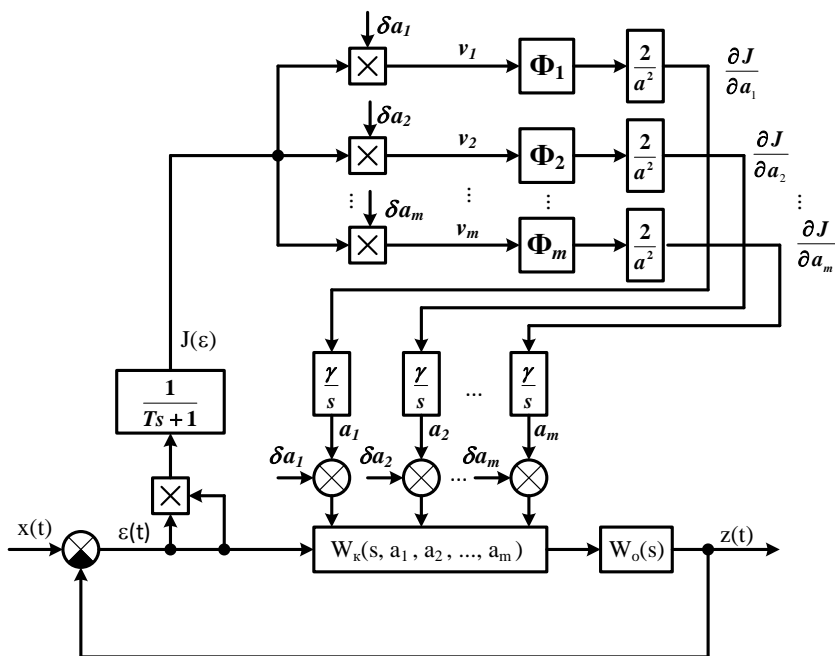 δa₁
v₁ Φ₁ 2/a² ∂J/∂a₁
δa₂
v₂ Φ₂ 2/a² ∂J/∂a₂
⋮ ⋮ ⋮ ⋮
δaₘ
vₘ Φₘ 2/a² ∂J/∂aₘ
J(ε)
1/(Ts+1)
γ/s γ/s ... γ/s
a₁ a₂ aₘ
δa₁ δa₂ ... δaₘ
x(t) ε(t) Wₖ(s, a₁, a₂, ..., aₘ) Wₒ(s) z(t)